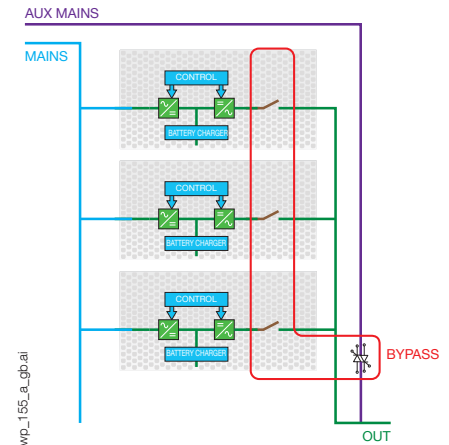 AUX MAINS
MAINS
CONTROL
BATTERY CHARGER
CONTROL
BATTERY CHARGER
CONTROL
BATTERY CHARGER
BYPASS
OUT
wp_155_a_gb.ai